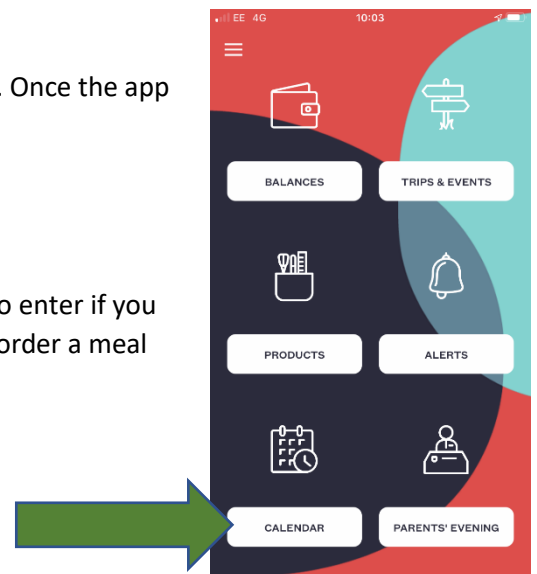 EE 4G 10:03
. Once the app
BALANCES TRIPS & EVENTS
o enter if you
order a meal
PRODUCTS ALERTS
CALENDAR PARENTS' EVENING